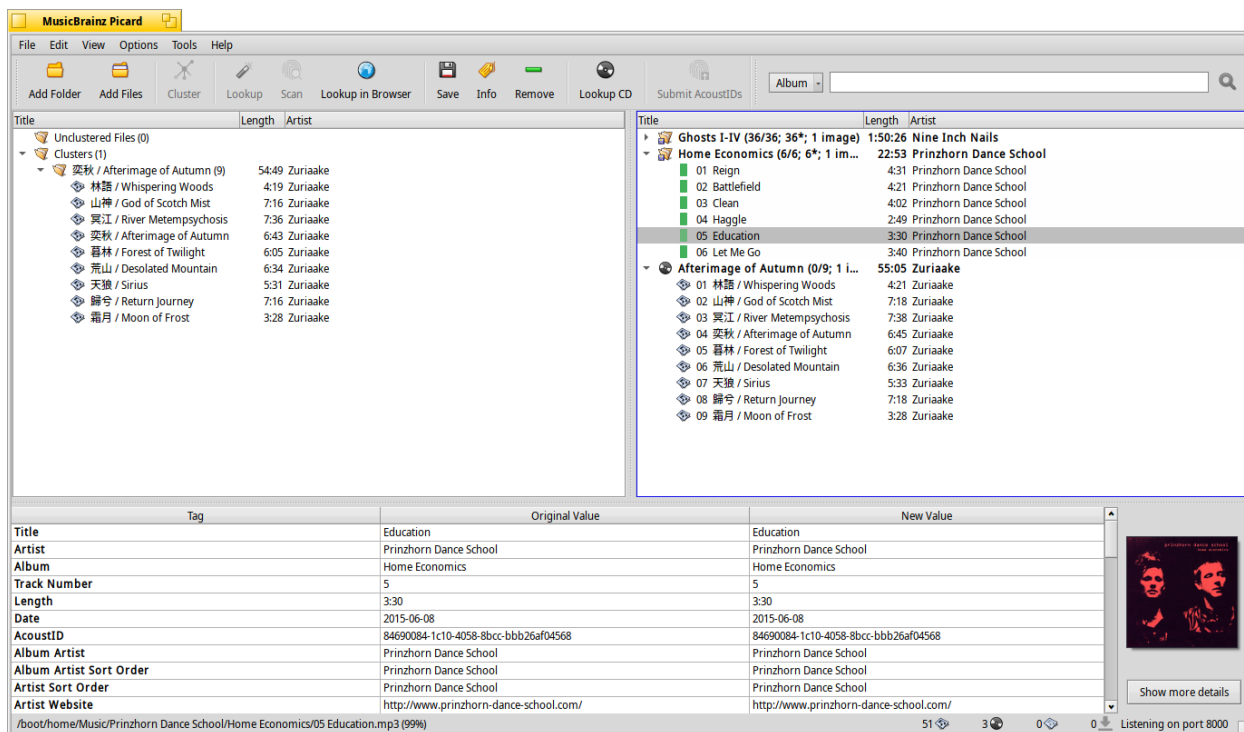 MusicBrainz Picard
File Edit View Options Tools Help
Add Folder Add Files Cluster Lookup Scan Lookup in Browser Save Info Remove Lookup CD Submit AcoustIDs Album
Title Length Artist
Unclustered Files (0)
Clusters (1)
奕秋 / Afterimage of Autumn (9) 54:49 Zuriaake
林語 / Whispering Woods 4:19 Zuriaake
山神 / God of Scotch Mist 7:16 Zuriaake
冥江 / River Metempsychosis 7:36 Zuriaake
奕秋 / Afterimage of Autumn 6:43 Zuriaake
暮林 / Forest of Twilight 6:05 Zuriaake
荒山 / Desolated Mountain 6:34 Zuriaake
天狼 / Sirius 5:31 Zuriaake
歸兮 / Return Journey 7:16 Zuriaake
霜月 / Moon of Frost 3:28 Zuriaake
Title Length Artist
Ghosts I-IV (36/36; 36*; 1 image) 1:50:26 Nine Inch Nails
Home Economics (6/6; 6*; 1 im... 22:53 Prinzhorn Dance School
01 Reign 4:31 Prinzhorn Dance School
02 Battlefield 4:21 Prinzhorn Dance School
03 Clean 4:02 Prinzhorn Dance School
04 Haggle 2:49 Prinzhorn Dance School
05 Education 3:30 Prinzhorn Dance School
06 Let Me Go 3:40 Prinzhorn Dance School
Afterimage of Autumn (0/9; 1 i... 55:05 Zuriaake
01 林語 / Whispering Woods 4:21 Zuriaake
02 山神 / God of Scotch Mist 7:18 Zuriaake
03 冥江 / River Metempsychosis 7:38 Zuriaake
04 奕秋 / Afterimage of Autumn 6:45 Zuriaake
05 暮林 / Forest of Twilight 6:07 Zuriaake
06 荒山 / Desolated Mountain 6:36 Zuriaake
07 天狼 / Sirius 5:33 Zuriaake
08 歸兮 / Return Journey 7:18 Zuriaake
09 霜月 / Moon of Frost 3:28 Zuriaake
Tag Original Value New Value
Title Education Education
Artist Prinzhorn Dance School Prinzhorn Dance School
Album Home Economics Home Economics
Track Number 5 5
Length 3:30 3:30
Date 2015-06-08 2015-06-08
AcoustID 84690084-1c10-4058-8bcc-bbb26af04568 84690084-1c10-4058-8bcc-bbb26af04568
Album Artist Prinzhorn Dance School Prinzhorn Dance School
Album Artist Sort Order Prinzhorn Dance School Prinzhorn Dance School
Artist Sort Order Prinzhorn Dance School Prinzhorn Dance School
Artist Website http://www.prinzhorn-dance-school.com/ http://www.prinzhorn-dance-school.com/
prinzhorn dance school
home economics
Show more details
/boot/home/Music/Prinzhorn Dance School/Home Economics/05 Education.mp3 (99%) 51 3 0 0 Listening on port 8000